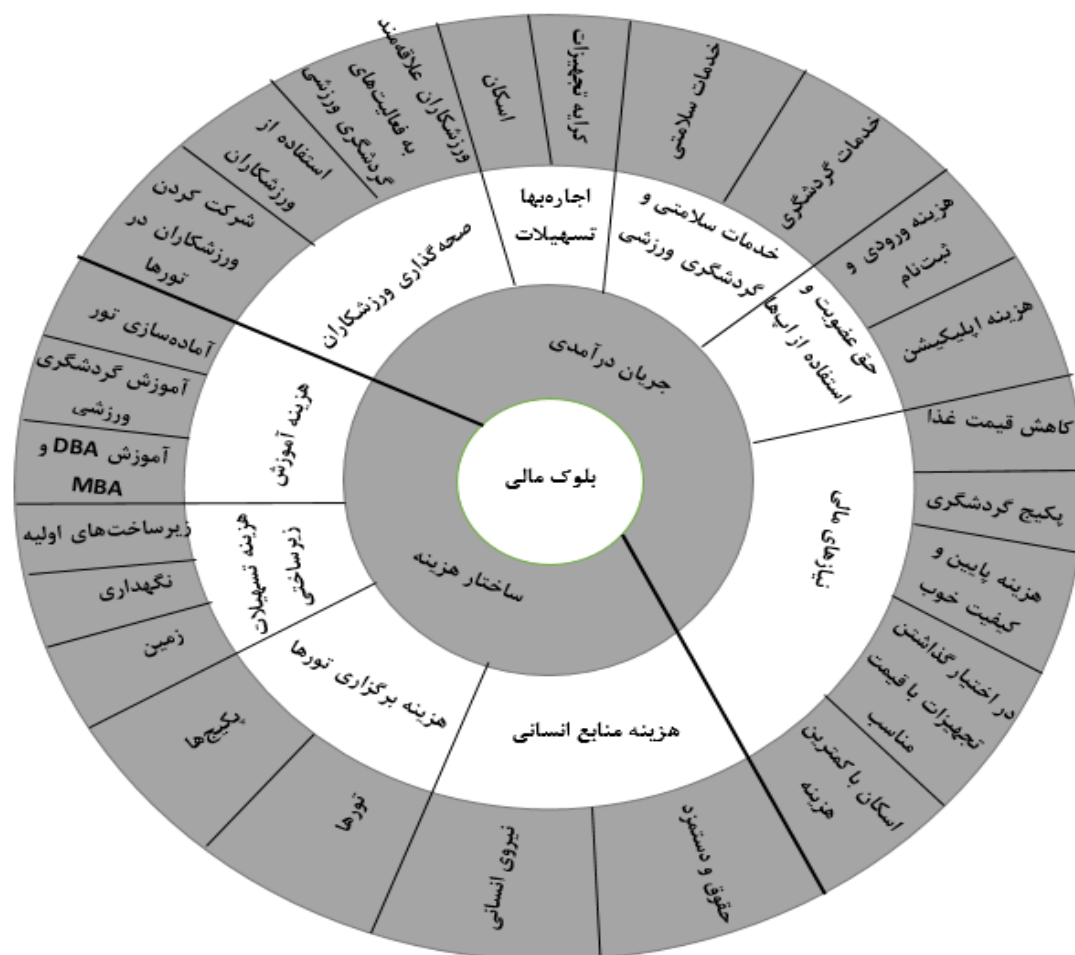 بلوک مالی
جریان درآمدی
ساختار هزینه
صحه‌گذاری ورزشکاران
اجاره‌بها
تسهیلات
خدمات سلامتی و
گردشگری ورزشی
حق عضویت و
استفاده از اپ‌ها
نیازهای مالی
هزینه منابع انسانی
هزینه برگزاری تورها
هزینه تسهیلات
زیرساختی
هزینه آموزش
شرکت کردن
ورزشکاران در
تورها
استفاده از
ورزشکاران
ورزشکاران علاقه‌مند
به فعالیت‌های
گردشگری ورزشی
اسکان
کرایه تجهیزات
خدمات سلامتی
خدمات گردشگری
هزینه ورودی و
ثبت‌نام
هزینه اپلیکیشن
کاهش قیمت غذا
پکیج گردشگری
هزینه پایین و
کیفیت خوب
در اختیار گذاشتن
تجهیزات با قیمت
مناسب
اسکان با کمترین
هزینه
حقوق و دستمزد
نیروی انسانی
تورها
پکیج‌ها
زمین
نگهداری
زیرساخت‌های اولیه
آموزش DBA و
MBA
آموزش گردشگری
ورزشی
آماده‌سازی تور